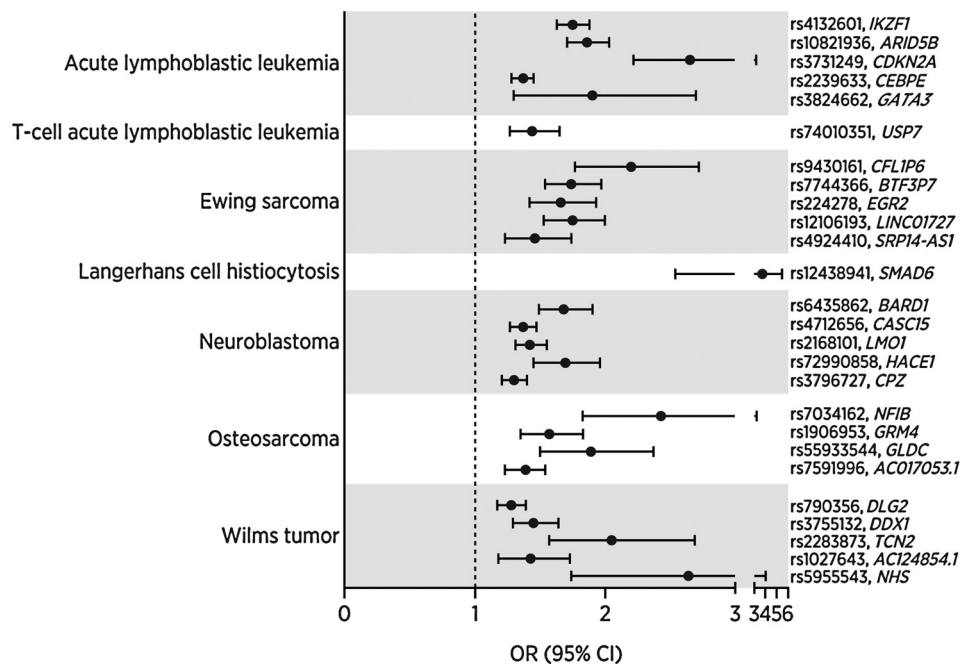 rs4132601, IKZF1
rs10821936, ARID5B
Acute lymphoblastic leukemia
rs3731249, CDKN2A
rs2239633, CEBPE
rs3824662, GATA3
T-cell acute lymphoblastic leukemia
rs74010351, USP7
rs9430161, CFL1P6
rs7744366, BTF3P7
Ewing sarcoma
rs224278, EGR2
rs12106193, LINC01727
rs4924410, SRP14-AS1
Langerhans cell histiocytosis
rs12438941, SMAD6
rs6435862, BARD1
rs4712656, CASC15
Neuroblastoma
rs2168101, LMO1
rs72990858, HACE1
rs3796727, CPZ
rs7034162, NFIB
rs1906953, GRM4
Osteosarcoma
rs55933544, GLDC
rs7591996, AC017053.1
rs790356, DLG2
rs3755132, DDX1
Wilms tumor
rs2283873, TCN2
rs1027643, AC124854.1
rs5955543, NHS
0 1 2 3 3 4 5 6
OR (95% CI)